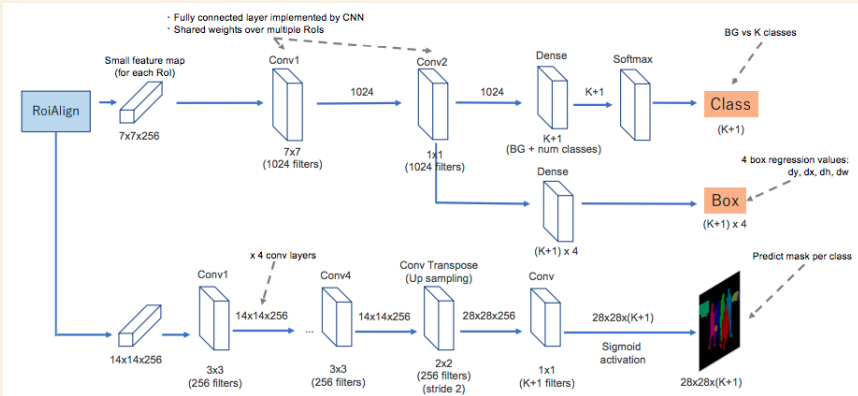 · Fully connected layer implemented by CNN
· Shared weights over multiple RoIs
BG vs K classes
Small feature map
(for each RoI)
Conv1
Conv2
Dense
Softmax
RoiAlign
1024
1024
K+1
Class
7x7x256
7x7
(1024 filters)
1x1
(1024 filters)
K+1
(BG + num classes)
(K+1)
4 box regression values:
dy, dx, dh, dw
Dense
Box
(K+1) x 4
(K+1) x 4
x 4 conv layers
Conv1
Conv4
Conv Transpose
(Up sampling)
Conv
Predict mask per class
14x14x256
...
14x14x256
28x28x256
28x28x(K+1)
Sigmoid
activation
14x14x256
3x3
(256 filters)
3x3
(256 filters)
2x2
(256 filters)
(stride 2)
1x1
(K+1 filters)
28x28x(K+1)